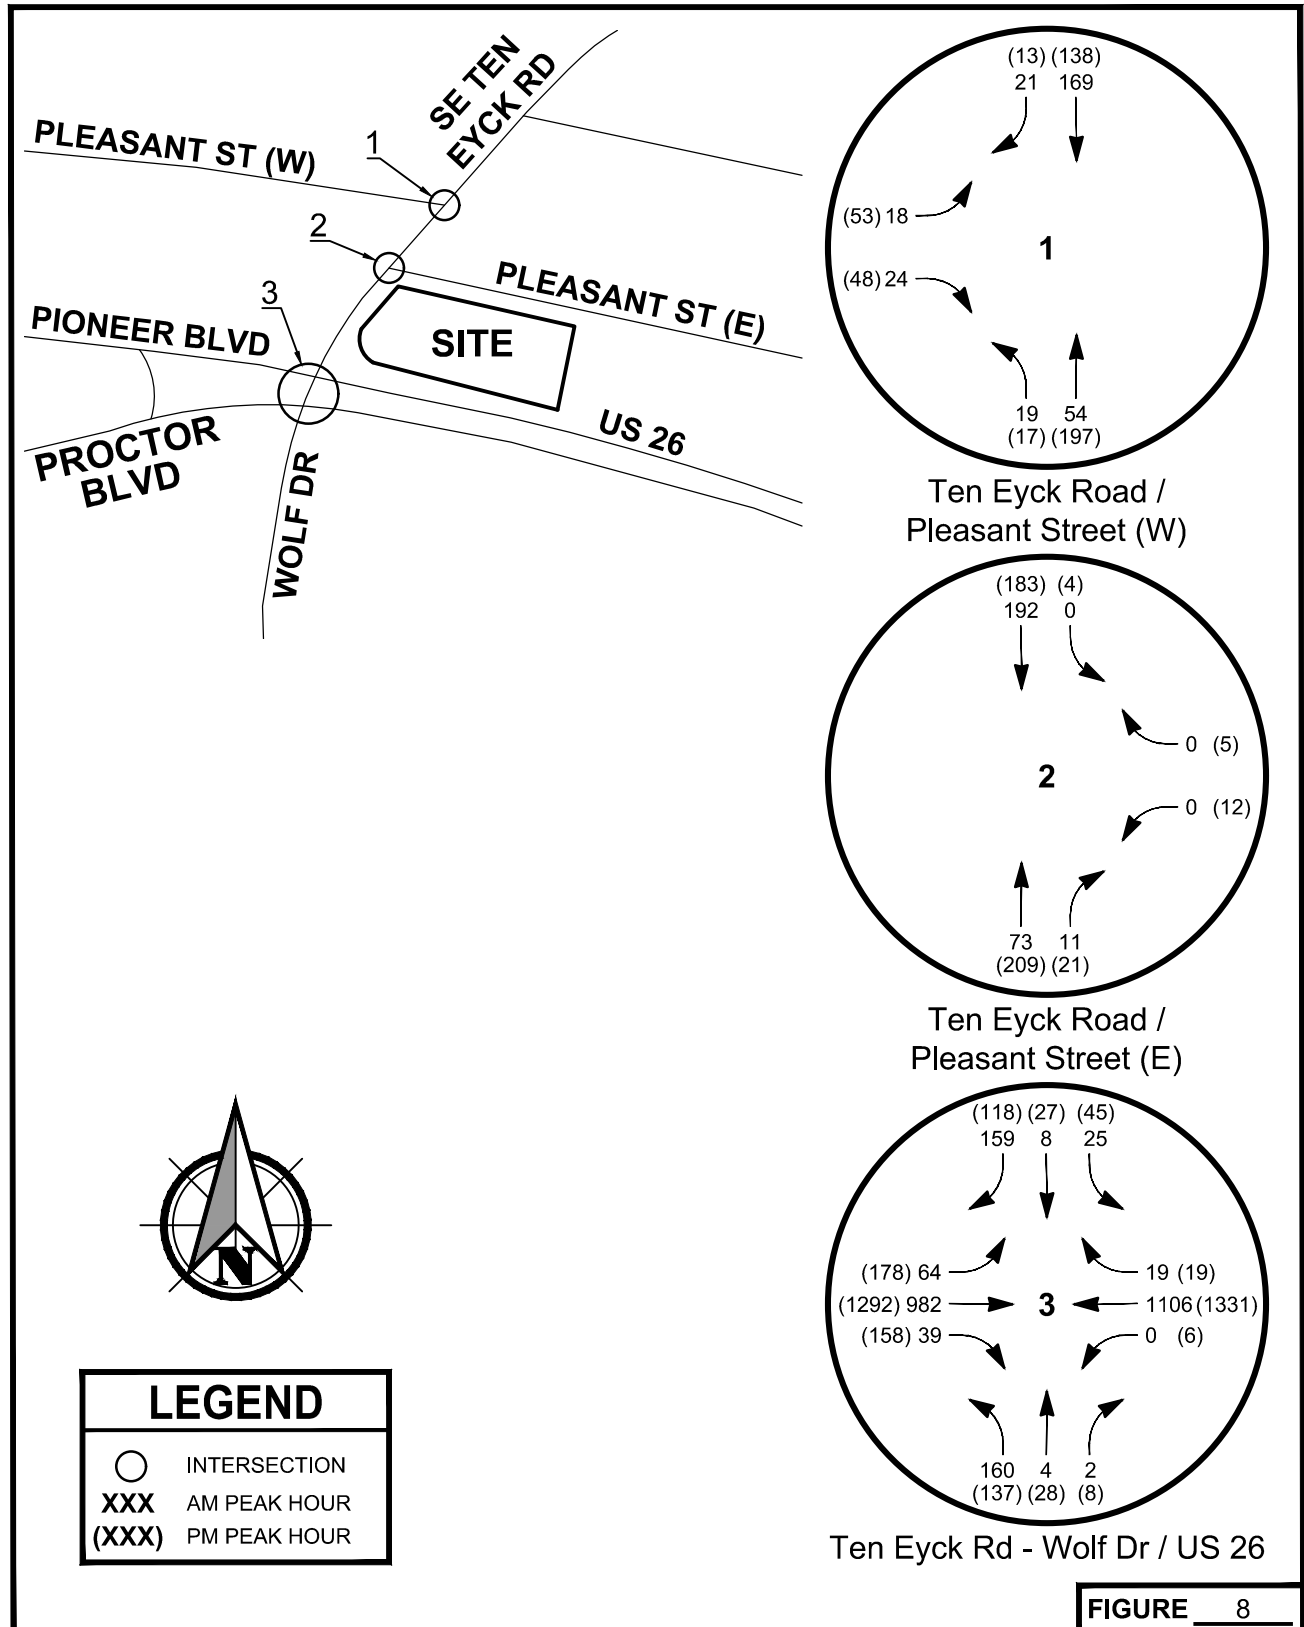 SE TEN
EYCK RD
PLEASANT ST (W)
1
2
PLEASANT ST (E)
3
PIONEER BLVD
SITE
US 26
PROCTOR
BLVD
WOLF DR
(13) (138)
21 169
(53) 18
1
(48) 24
19 54
(17) (197)
Ten Eyck Road /
Pleasant Street (W)
(183) (4)
192 0
0 (5)
2
0 (12)
73 11
(209) (21)
Ten Eyck Road /
Pleasant Street (E)
(118) (27) (45)
159 8 25
(178) 64 19 (19)
(1292) 982 3 1106 (1331)
(158) 39 0 (6)
160 4 2
(137) (28) (8)
Ten Eyck Rd - Wolf Dr / US 26
N
LEGEND
INTERSECTION
XXX AM PEAK HOUR
(XXX) PM PEAK HOUR
FIGURE 8